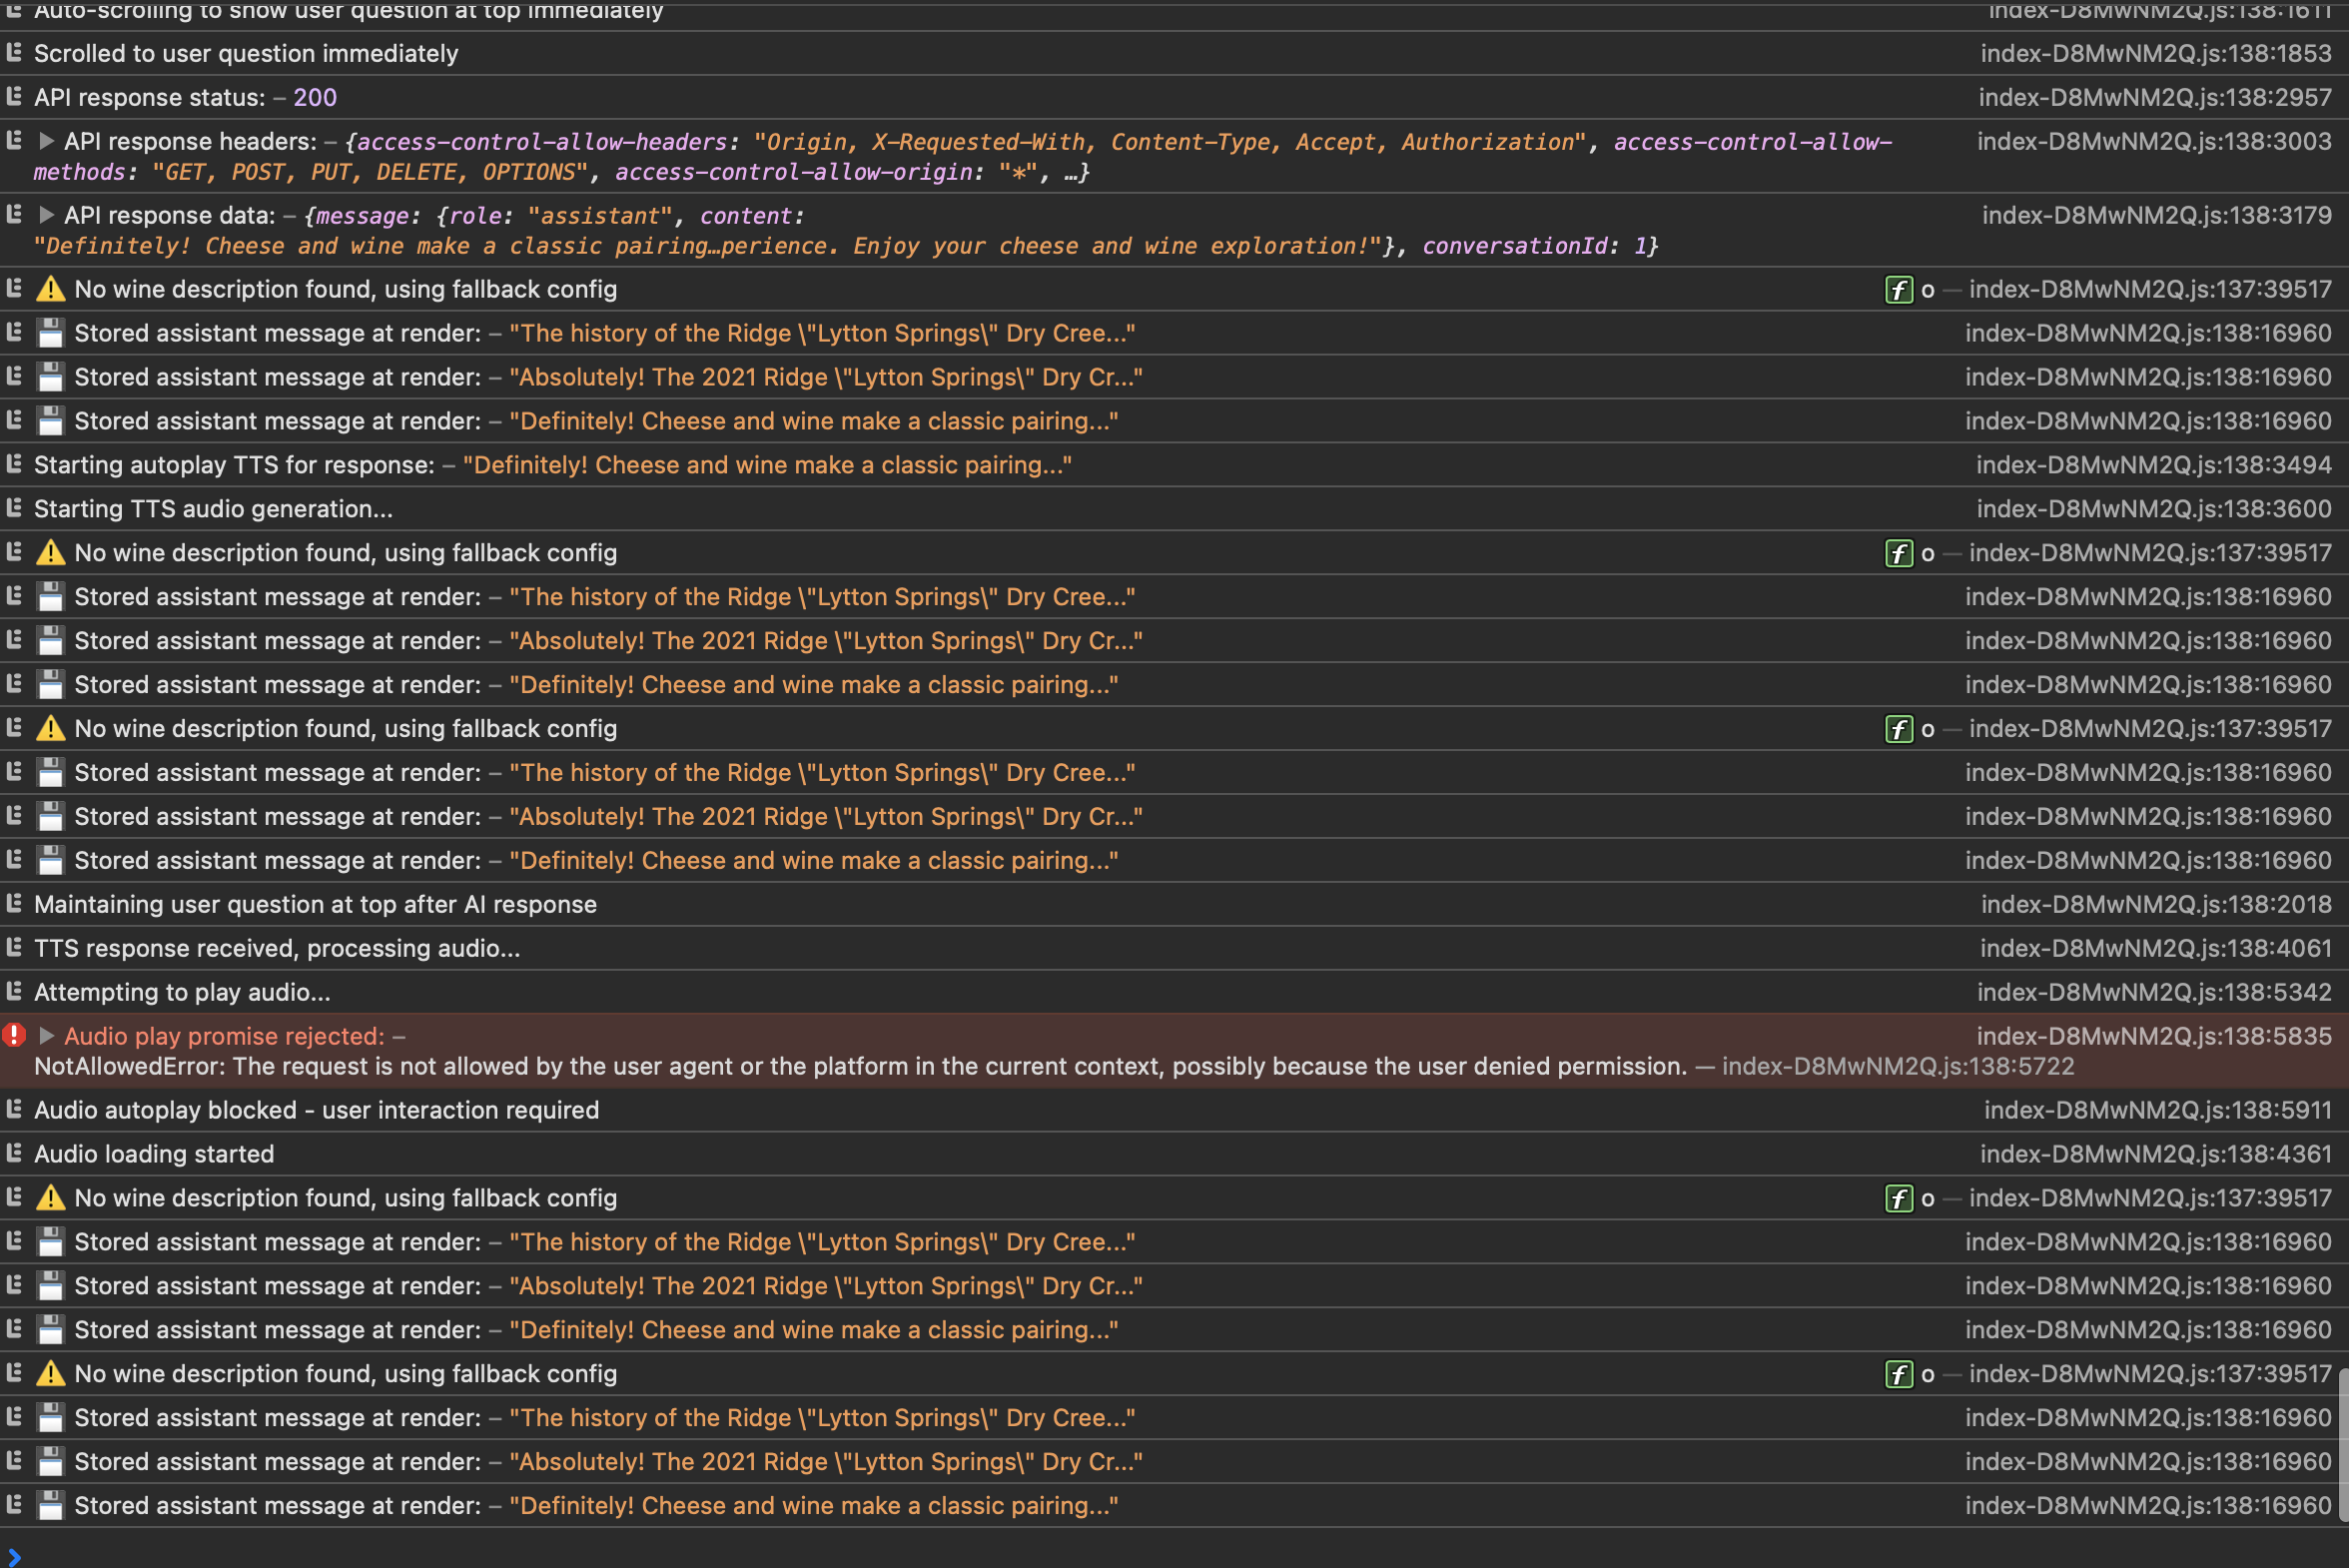 Auto-scrolling to show user question at top immediately index-D8MwNM2Q.js:138:1611
Scrolled to user question immediately index-D8MwNM2Q.js:138:1853
API response status: – 200 index-D8MwNM2Q.js:138:2957
API response headers: – {access-control-allow-headers: "Origin, X-Requested-With, Content-Type, Accept, Authorization", access-control-allow- index-D8MwNM2Q.js:138:3003
methods: "GET, POST, PUT, DELETE, OPTIONS", access-control-allow-origin: "*", …}
API response data: – {message: {role: "assistant", content: index-D8MwNM2Q.js:138:3179
"Definitely! Cheese and wine make a classic pairing…perience. Enjoy your cheese and wine exploration!"}, conversationId: 1}
⚠️ No wine description found, using fallback config f o — index-D8MwNM2Q.js:137:39517
💾 Stored assistant message at render: – "The history of the Ridge \"Lytton Springs\" Dry Cree..." index-D8MwNM2Q.js:138:16960
💾 Stored assistant message at render: – "Absolutely! The 2021 Ridge \"Lytton Springs\" Dry Cr..." index-D8MwNM2Q.js:138:16960
💾 Stored assistant message at render: – "Definitely! Cheese and wine make a classic pairing..." index-D8MwNM2Q.js:138:16960
Starting autoplay TTS for response: – "Definitely! Cheese and wine make a classic pairing..." index-D8MwNM2Q.js:138:3494
Starting TTS audio generation... index-D8MwNM2Q.js:138:3600
⚠️ No wine description found, using fallback config f o — index-D8MwNM2Q.js:137:39517
💾 Stored assistant message at render: – "The history of the Ridge \"Lytton Springs\" Dry Cree..." index-D8MwNM2Q.js:138:16960
💾 Stored assistant message at render: – "Absolutely! The 2021 Ridge \"Lytton Springs\" Dry Cr..." index-D8MwNM2Q.js:138:16960
💾 Stored assistant message at render: – "Definitely! Cheese and wine make a classic pairing..." index-D8MwNM2Q.js:138:16960
⚠️ No wine description found, using fallback config f o — index-D8MwNM2Q.js:137:39517
💾 Stored assistant message at render: – "The history of the Ridge \"Lytton Springs\" Dry Cree..." index-D8MwNM2Q.js:138:16960
💾 Stored assistant message at render: – "Absolutely! The 2021 Ridge \"Lytton Springs\" Dry Cr..." index-D8MwNM2Q.js:138:16960
💾 Stored assistant message at render: – "Definitely! Cheese and wine make a classic pairing..." index-D8MwNM2Q.js:138:16960
Maintaining user question at top after AI response index-D8MwNM2Q.js:138:2018
TTS response received, processing audio... index-D8MwNM2Q.js:138:4061
Attempting to play audio... index-D8MwNM2Q.js:138:5342
Audio play promise rejected: – index-D8MwNM2Q.js:138:5835
NotAllowedError: The request is not allowed by the user agent or the platform in the current context, possibly because the user denied permission. — index-D8MwNM2Q.js:138:5722
Audio autoplay blocked - user interaction required index-D8MwNM2Q.js:138:5911
Audio loading started index-D8MwNM2Q.js:138:4361
⚠️ No wine description found, using fallback config f o — index-D8MwNM2Q.js:137:39517
💾 Stored assistant message at render: – "The history of the Ridge \"Lytton Springs\" Dry Cree..." index-D8MwNM2Q.js:138:16960
💾 Stored assistant message at render: – "Absolutely! The 2021 Ridge \"Lytton Springs\" Dry Cr..." index-D8MwNM2Q.js:138:16960
💾 Stored assistant message at render: – "Definitely! Cheese and wine make a classic pairing..." index-D8MwNM2Q.js:138:16960
⚠️ No wine description found, using fallback config f o — index-D8MwNM2Q.js:137:39517
💾 Stored assistant message at render: – "The history of the Ridge \"Lytton Springs\" Dry Cree..." index-D8MwNM2Q.js:138:16960
💾 Stored assistant message at render: – "Absolutely! The 2021 Ridge \"Lytton Springs\" Dry Cr..." index-D8MwNM2Q.js:138:16960
💾 Stored assistant message at render: – "Definitely! Cheese and wine make a classic pairing..." index-D8MwNM2Q.js:138:16960